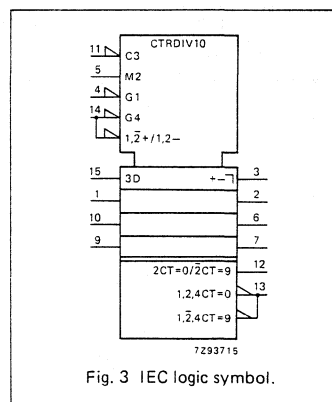 CTRDIV10
11 C3
5 M2
4 G1
14 G4
1,2̅+/1,2−
15 3D +−¬ 3
1 2
10 6
9 7
2CT=0/2̅CT=9 12
1,2,4CT=0 13
1,2̅,4CT=9
7Z93715
Fig. 3 IEC logic symbol.